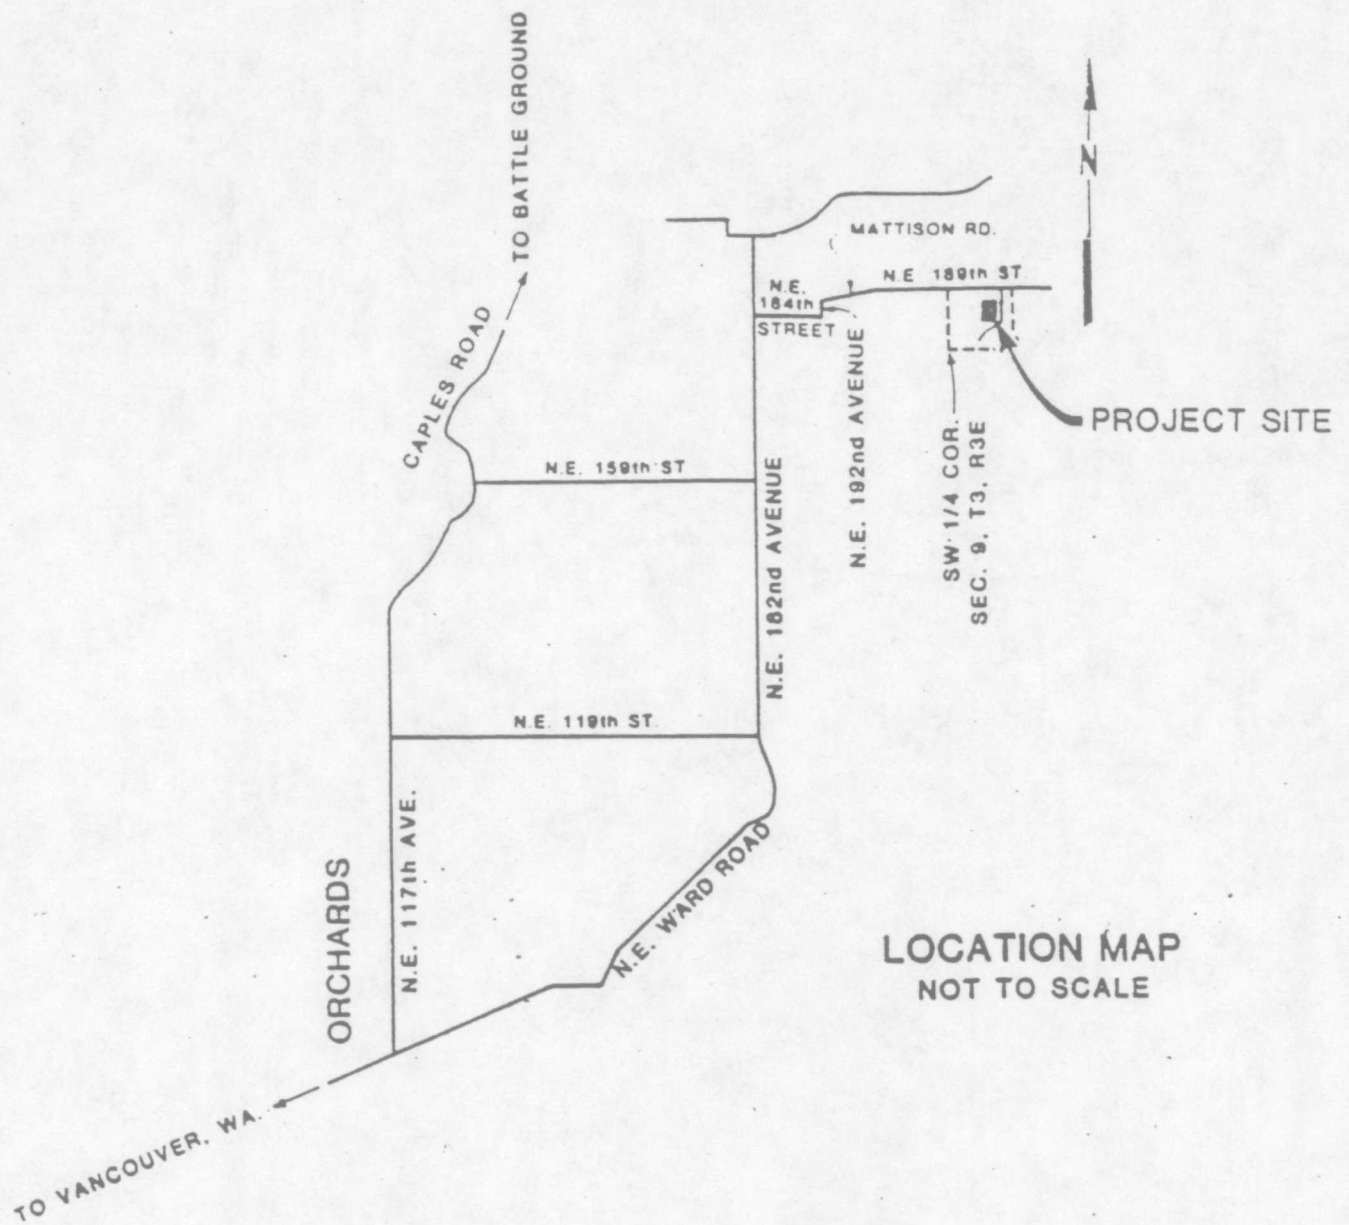 TO BATTLE GROUND
N
MATTISON RD.
N.E 189th ST
N.E.
184th
STREET
CAPLES ROAD
PROJECT SITE
N.E. 159th ST
N.E. 182nd AVENUE
N.E. 192nd AVENUE
SW 1/4 COR.
SEC. 9, T3, R3E
N.E. 119th ST.
N.E. 117th AVE.
ORCHARDS
N.E. WARD ROAD
LOCATION MAP
NOT TO SCALE
TO VANCOUVER, WA.